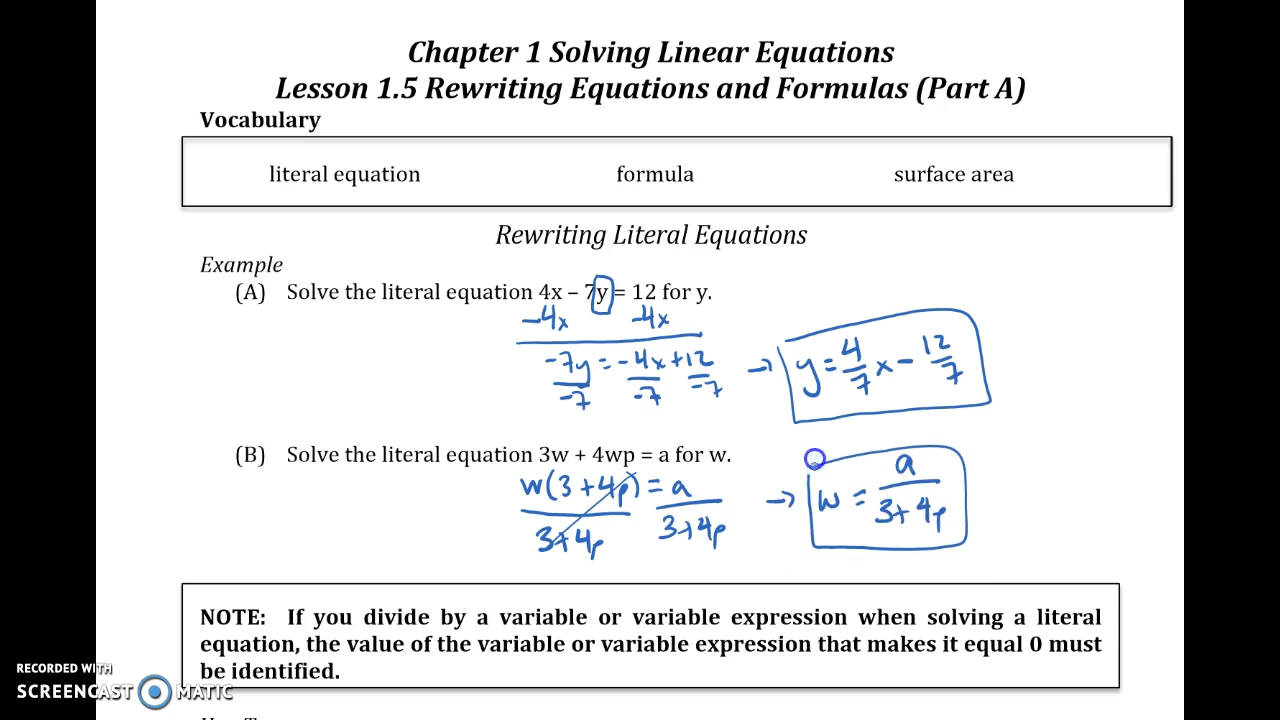 Chapter 1 Solving Linear Equations
Lesson 1.5 Rewriting Equations and Formulas (Part A)
Vocabulary
literal equation formula surface area
Rewriting Literal Equations
Example
(A) Solve the literal equation 4x – 7y = 12 for y.
-4x -4x
-7y = -4x + 12 → y = 4/7 x - 12/7
-7 -7 -7
(B) Solve the literal equation 3w + 4wp = a for w.
w(3 + 4p) = a → w = a/(3 + 4p)
3 + 4p 3 + 4p
NOTE: If you divide by a variable or variable expression when solving a literal
equation, the value of the variable or variable expression that makes it equal 0 must
be identified.
RECORDED WITH
SCREENCAST MATIC